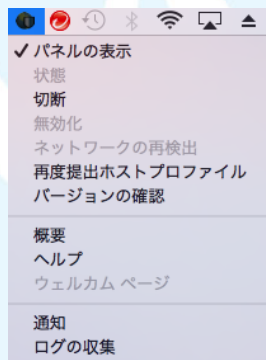 パネルの表示
状態
切断
無効化
ネットワークの再検出
再度提出ホストプロファイル
バージョンの確認
概要
ヘルプ
ウェルカム ページ
通知
ログの収集